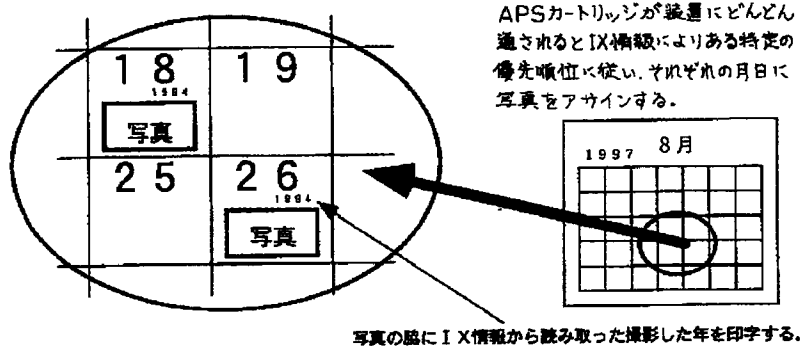 APSカートリッジが装置にどんどん
通されるとIX情報によりある特定の
優先順位に従い、それぞれの月日に
写真をアサインする。
1997 8月
18 19
1994
写真
25 26
1994
写真
写真の脇にIX情報から読み取った撮影した年を印字する。